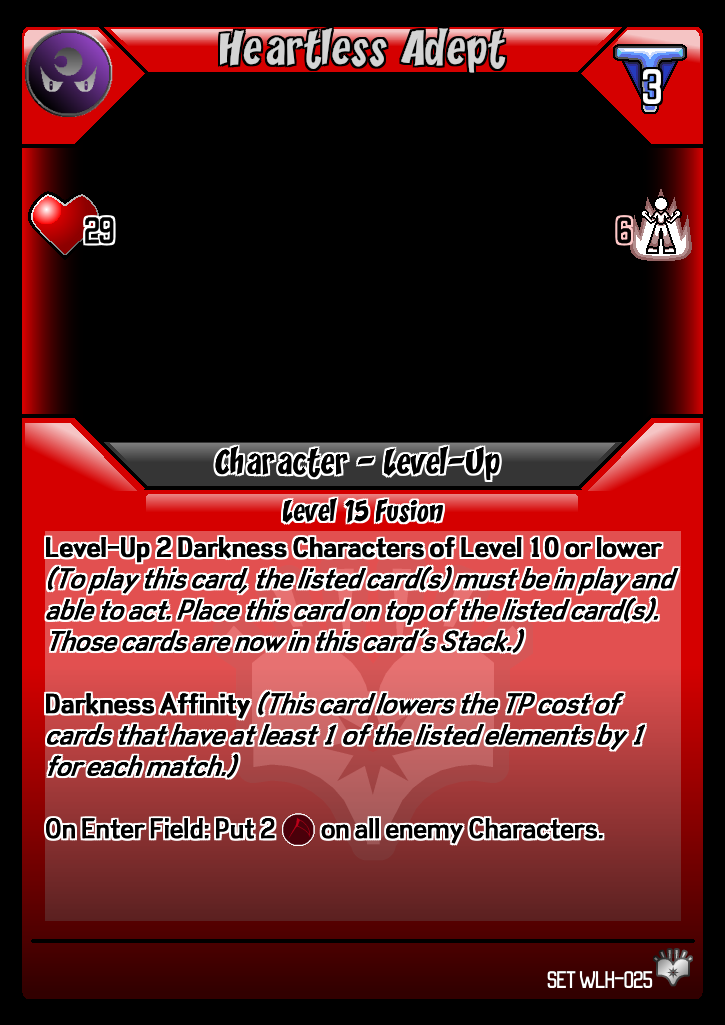 Heartless Adept
3
29
6
Character - Level-Up
Level 15 Fusion
Level-Up 2 Darkness Characters of Level 10 or lower
(To play this card, the listed card(s) must be in play and
able to act. Place this card on top of the listed card(s).
Those cards are now in this card's Stack.)
Darkness Affinity (This card lowers the TP cost of
cards that have at least 1 of the listed elements by 1
for each match.)
On Enter Field: Put 2 on all enemy Characters.
SET WLH-025